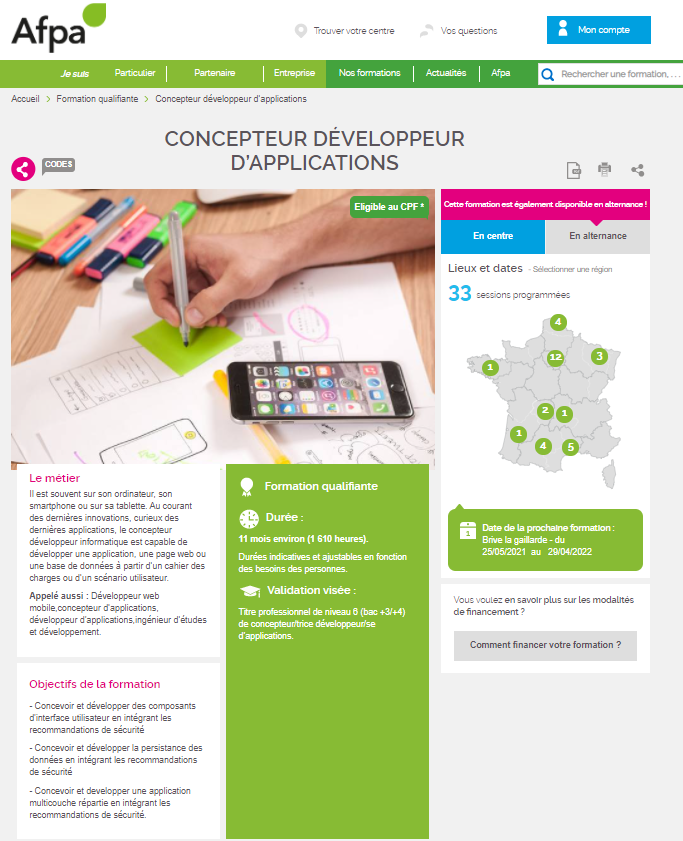 Afpa
Trouver votre centre
Vos questions
Mon compte
Je suis
Particulier
Partenaire
Entreprise
Nos formations
Actualités
Afpa
Rechercher une formation, . . .
Accueil > Formation qualifiante > Concepteur développeur d'applications
CONCEPTEUR DÉVELOPPEUR
D'APPLICATIONS
CODES
Eligible au CPF *
Cette formation est également disponible en alternance !
En centre
En alternance
Lieux et dates - Sélectionner une région
33 sessions programmées
4
12
3
1
2
1
1
4
5
Date de la prochaine formation :
Brive la gaillarde - du
25/05/2021 au 29/04/2022
Vous voulez en savoir plus sur les modalités
de financement ?
Comment financer votre formation ?
Le métier
Il est souvent sur son ordinateur, son
smartphone ou sur sa tablette. Au courant
des dernières innovations, curieux des
dernières applications, le concepteur
développeur informatique est capable de
développer une application, une page web ou
une base de données à partir d'un cahier des
charges ou d'un scénario utilisateur.
Appelé aussi : Développeur web
mobile,concepteur d'applications,
développeur d'applications,ingénieur d'études
et développement.
Formation qualifiante
Durée :
11 mois environ (1 610 heures).
Durées indicatives et ajustables en fonction
des besoins des personnes.
Validation visée :
Titre professionnel de niveau 6 (bac +3/+4)
de concepteur/trice développeur/se
d'applications.
Objectifs de la formation
- Concevoir et développer des composants
d'interface utilisateur en intégrant les
recommandations de sécurité
- Concevoir et développer la persistance des
données en intégrant les recommandations
de sécurité
- Concevoir et developper une application
multicouche répartie en intégrant les
recommandations de sécurité.